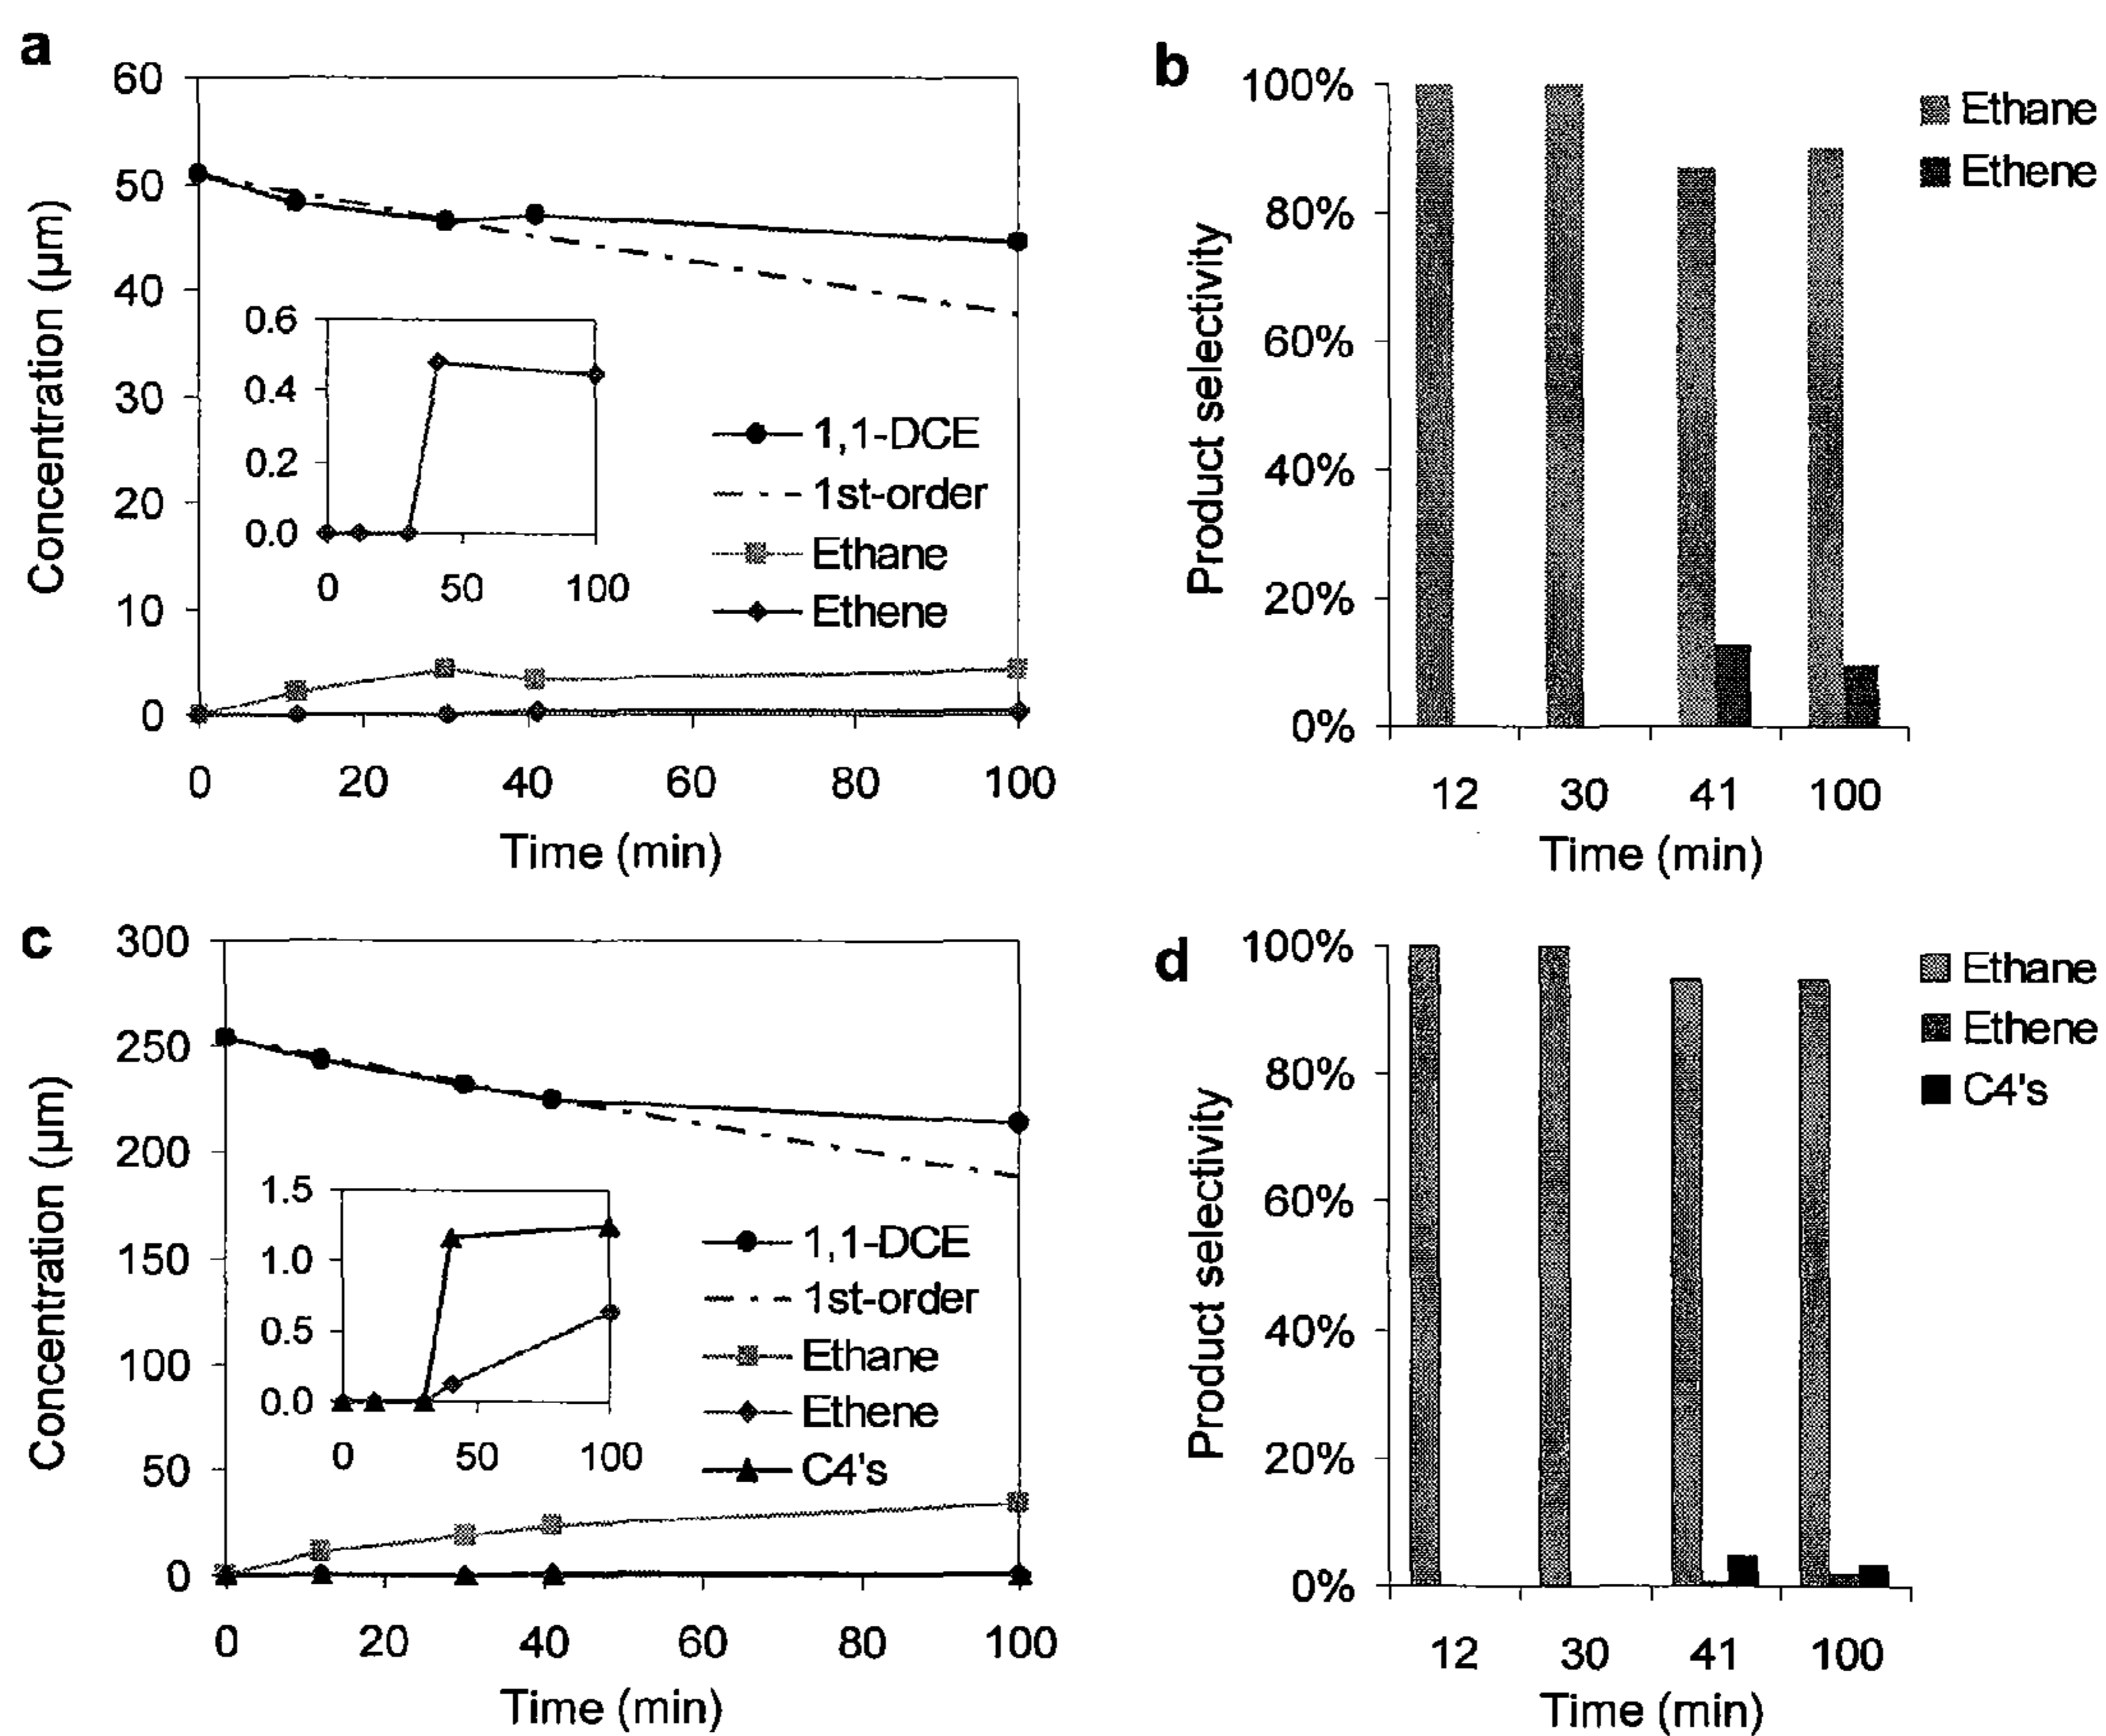 a
60
50
40
30
20
10
0
Concentration (µm)
0.6
0.4
0.2
0.0
0 50 100
1,1-DCE
1st-order
Ethane
Ethene
0 20 40 60 80 100
Time (min)
b
100%
80%
60%
40%
20%
0%
Product selectivity
Ethane
Ethene
12 30 41 100
Time (min)
c
300
250
200
150
100
50
0
Concentration (µm)
1.5
1.0
0.5
0.0
0 50 100
1,1-DCE
1st-order
Ethane
Ethene
C4's
0 20 40 60 80 100
Time (min)
d
100%
80%
60%
40%
20%
0%
Product selectivity
Ethane
Ethene
C4's
12 30 41 100
Time (min)